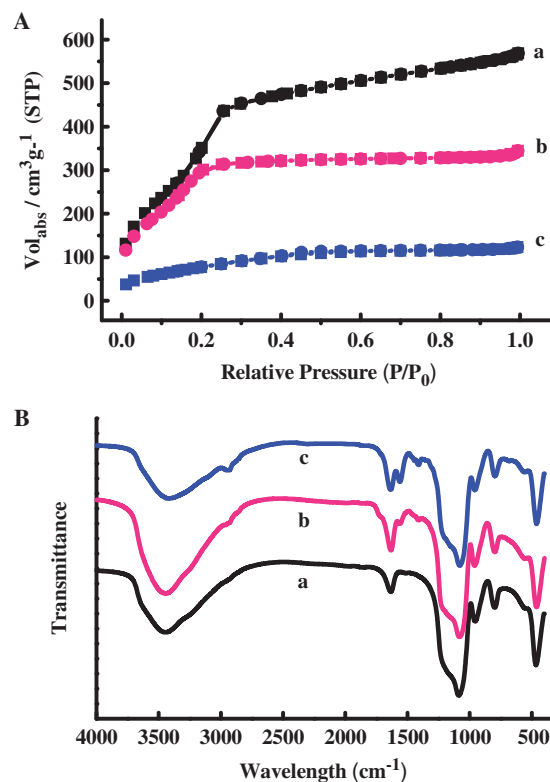 A
Vol_abs / cm³g-¹ (STP)
600
500
400
300
200
100
0
a
b
c
0.0 0.2 0.4 0.6 0.8 1.0
Relative Pressure (P/P₀)
B
Transmittance
c
b
a
4000 3500 3000 2500 2000 1500 1000 500
Wavelength (cm⁻¹)